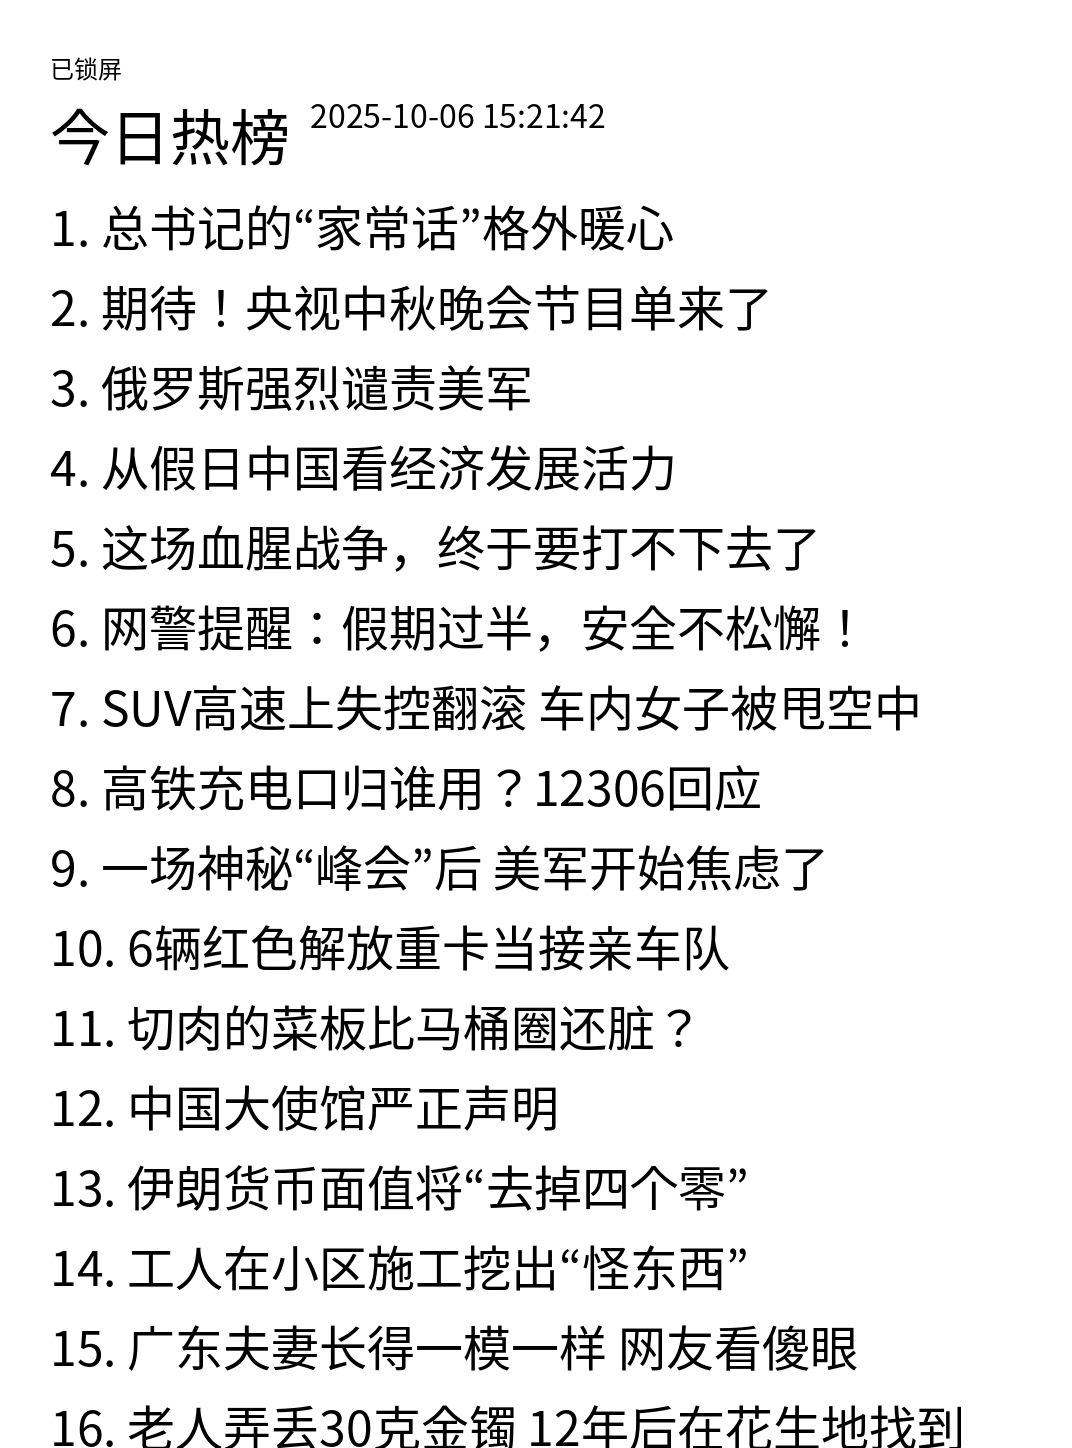 已锁屏
今日热榜 2025-10-06 15:21:42
1. 总书记的“家常话”格外暖心
2. 期待！央视中秋晚会节目单来了
3. 俄罗斯强烈谴责美军
4. 从假日中国看经济发展活力
5. 这场血腥战争，终于要打不下去了
6. 网警提醒：假期过半，安全不松懈！
7. SUV高速上失控翻滚 车内女子被甩空中
8. 高铁充电口归谁用？12306回应
9. 一场神秘“峰会”后 美军开始焦虑了
10. 6辆红色解放重卡当接亲车队
11. 切肉的菜板比马桶圈还脏？
12. 中国大使馆严正声明
13. 伊朗货币面值将“去掉四个零”
14. 工人在小区施工挖出“怪东西”
15. 广东夫妻长得一模一样 网友看傻眼
16. 老人弄丢30克金镯 12年后在花生地找到